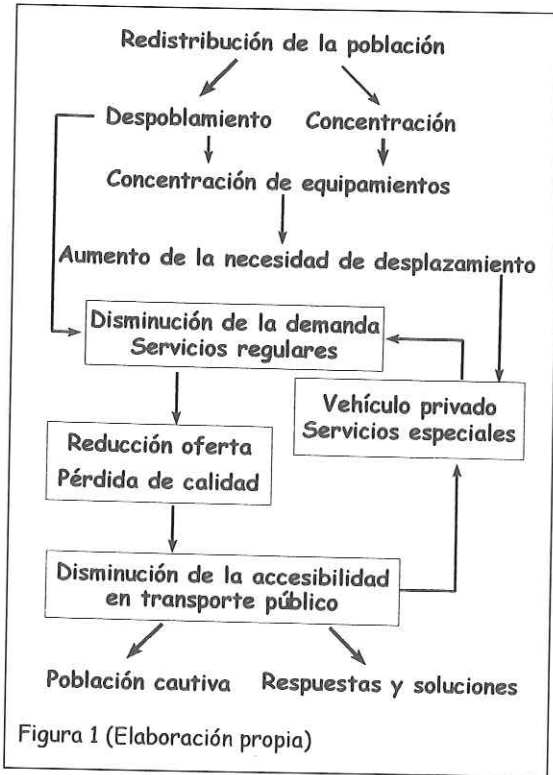 Redistribución de la población
Despoblamiento
Concentración
Concentración de equipamientos
Aumento de la necesidad de desplazamiento
Disminución de la demanda
Servicios regulares
Vehículo privado
Servicios especiales
Reducción oferta
Pérdida de calidad
Disminución de la accesibilidad
en transporte público
Población cautiva
Respuestas y soluciones
Figura 1 (Elaboración propia)